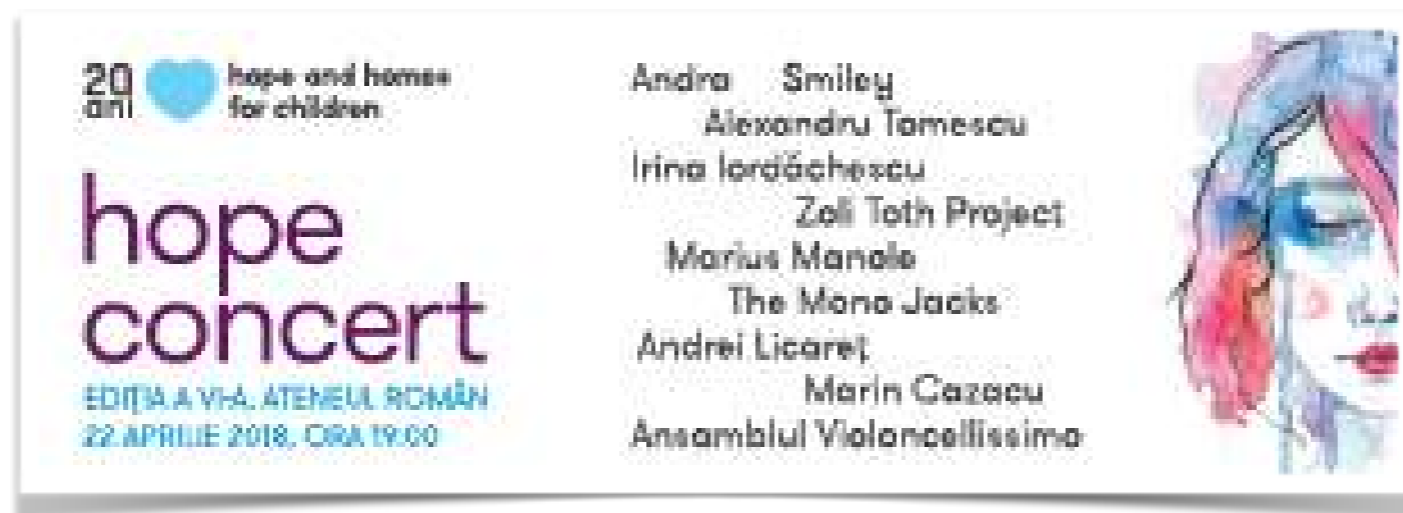 20 ani
hope and homes
for children
hope
concert
EDIȚIA A VI-A, ATENEUL ROMÂN
22 APRILIE 2018, ORA 19:00
Andra Smiley
Alexandru Tomescu
Irina Iordăchescu
Zoli Toth Project
Marius Manole
The Mono Jacks
Andrei Licareț
Marin Cazacu
Ansamblul Violoncellissimo